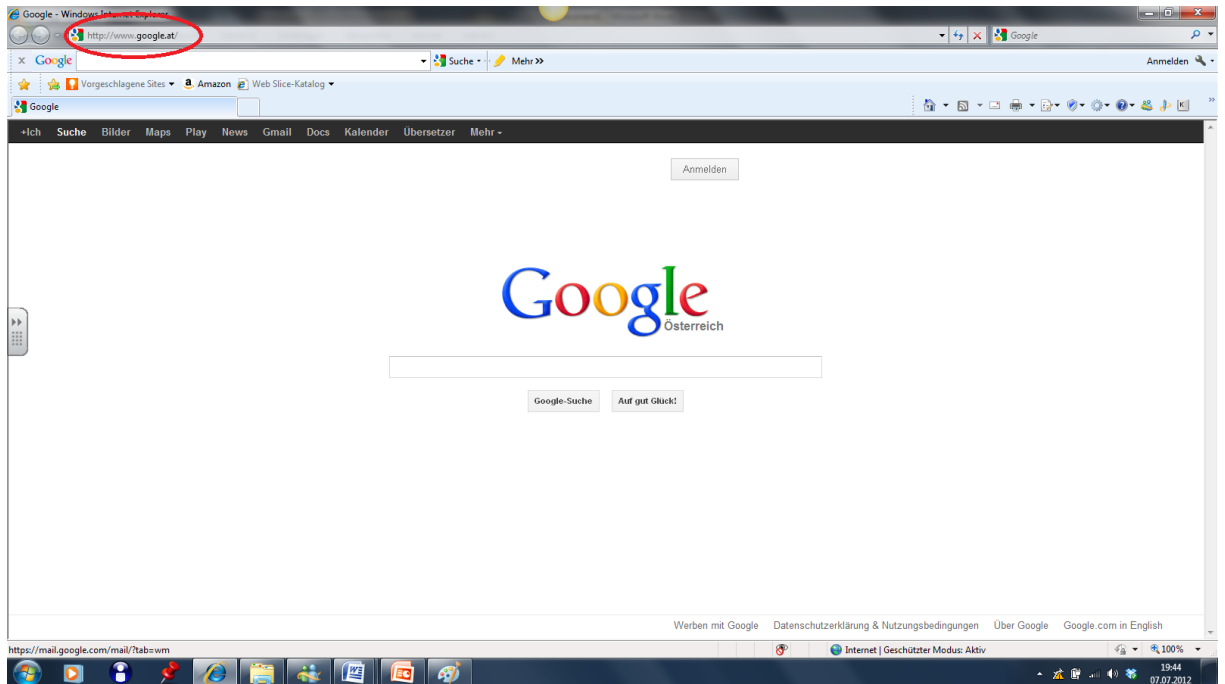 Google - Windows Internet Explorer
http://www.google.at/
Google
x Google
Suche
Mehr >>
Anmelden
Vorgeschlagene Sites
Amazon
Web Slice-Katalog
Google
+Ich Suche Bilder Maps Play News Gmail Docs Kalender Übersetzer Mehr
Anmelden
Google
Österreich
Google-Suche
Auf gut Glück!
Werben mit Google Datenschutzerklärung & Nutzungsbedingungen Über Google Google.com in English
https://mail.google.com/mail/?tab=wm
Internet | Geschützter Modus: Aktiv
100%
19:44
07.07.2012